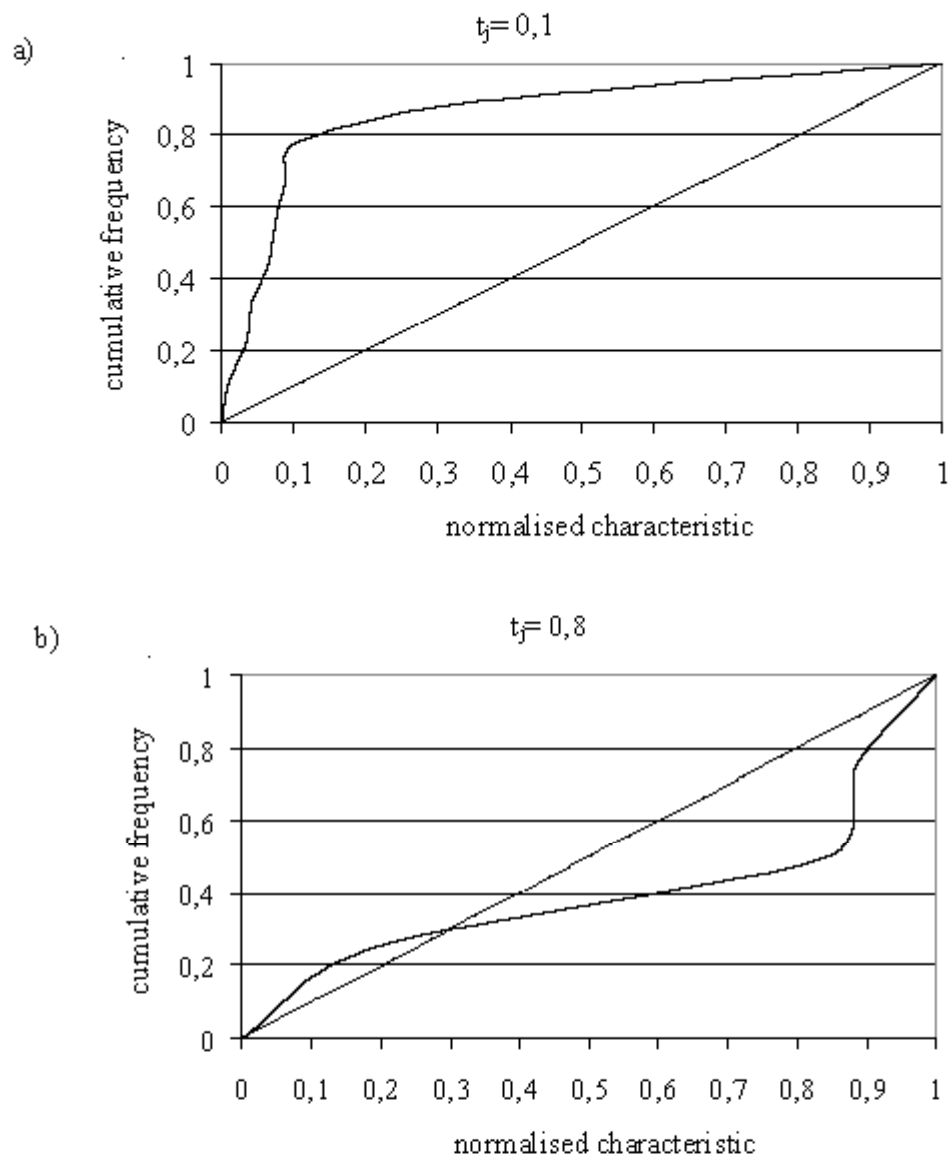 a)
tj= 0,1
cumulative frequency
1
0,8
0,6
0,4
0,2
0
0 0,1 0,2 0,3 0,4 0,5 0,6 0,7 0,8 0,9 1
normalised characteristic
b)
tj= 0,8
cumulative frequency
1
0,8
0,6
0,4
0,2
0
0 0,1 0,2 0,3 0,4 0,5 0,6 0,7 0,8 0,9 1
normalised characteristic